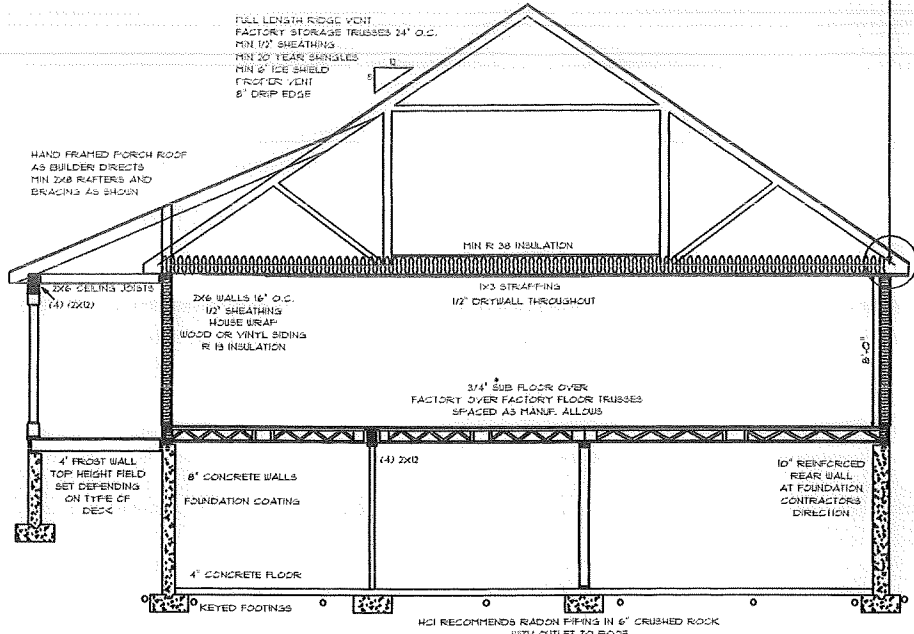 FULL LENGTH RIDGE VENT
FACTORY STORAGE TRUSSES 24" O.C.
MIN 1/2" SHEATHING
MIN 20 YEAR SHINGLES
MIN 6' ICE SHIELD
PROPER VENT
8" DRIP EDGE
12
HAND FRAMED PORCH ROOF
AS BUILDER DIRECTS
MIN 2X8 RAFTERS AND
BRACING AS SHOWN
MIN R 38 INSULATION
2X6 CEILING JOISTS
(4) (2X12)
1X3 STRAPPING
1/2" DRYWALL THROUGHOUT
2X6 WALLS 16" O.C.
1/2" SHEATHING
HOUSE WRAP
WOOD OR VINYL SIDING
R 19 INSULATION
8'-0"
3/4" SUB FLOOR OVER
FACTORY OVER FACTORY FLOOR TRUSSES
SPACED AS MANUF. ALLOWS
4' FROST WALL
TOP HEIGHT FIELD
SET DEPENDING
ON TYPE OF
DECK
8" CONCRETE WALLS
FOUNDATION COATING
(4) 2X12
10" REINFORCED
REAR WALL
AT FOUNDATION
CONTRACTORS
DIRECTION
4" CONCRETE FLOOR
KEYED FOOTINGS
HCI RECOMMENDS RADON PIPING IN 6" CRUSHED ROCK
WITH OUTLET TO ROOF